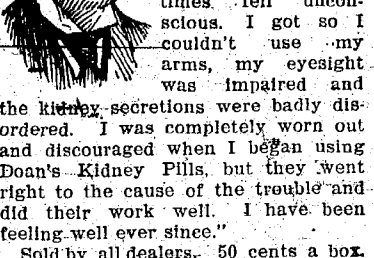 times fell uncon-
scious. I got so I
couldn't use my
arms, my eyesight
was impaired and
the kidney secretions were badly dis-
ordered. I was completely worn out
and discouraged when I began using
Doan's Kidney Pills, but they went
right to the cause of the trouble and
did their work well. I have been
feeling well ever since."
Sold by all dealers. 50 cents a box.